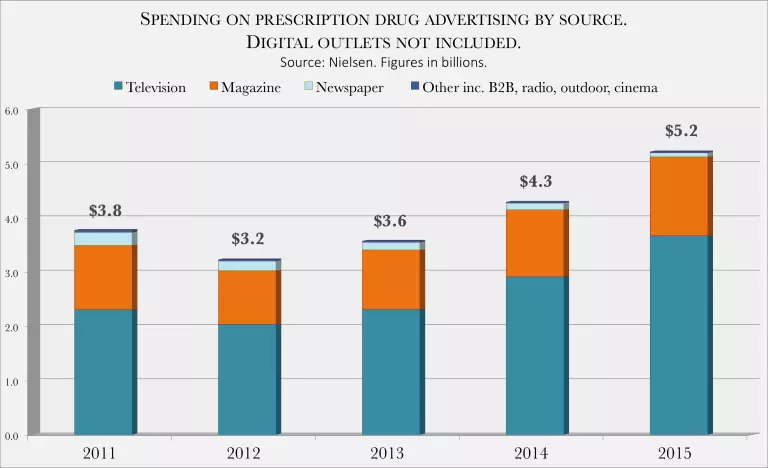 SPENDING ON PRESCRIPTION DRUG ADVERTISING BY SOURCE.
DIGITAL OUTLETS NOT INCLUDED.
Source: Nielsen. Figures in billions.
Television Magazine Newspaper Other inc. B2B, radio, outdoor, cinema
6.0
$5.2
5.0
$4.3
4.0
$3.8
$3.6
$3.2
3.0
2.0
1.0
0.0
2011 2012 2013 2014 2015